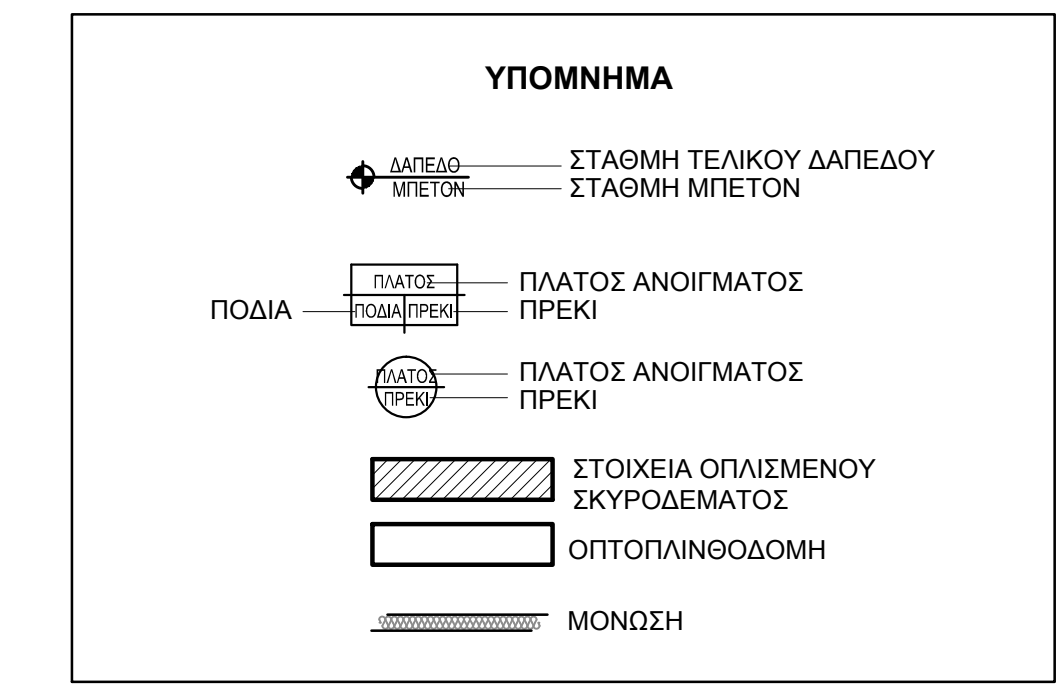 ΥΠΟΜΝΗΜΑ
ΔΑΠΕΔΟ ΣΤΑΘΜΗ ΤΕΛΙΚΟΥ ΔΑΠΕΔΟΥ
ΜΠΕΤΟΝ ΣΤΑΘΜΗ ΜΠΕΤΟΝ
ΠΛΑΤΟΣ ΠΛΑΤΟΣ ΑΝΟΙΓΜΑΤΟΣ
ΠΟΔΙΑ ΠΟΔΙΑ ΠΡΕΚΙ ΠΡΕΚΙ
ΠΛΑΤΟΣ ΠΛΑΤΟΣ ΑΝΟΙΓΜΑΤΟΣ
ΠΡΕΚΙ ΠΡΕΚΙ
ΣΤΟΙΧΕΙΑ ΟΠΛΙΣΜΕΝΟΥ
ΣΚΥΡΟΔΕΜΑΤΟΣ
ΟΠΤΟΠΛΙΝΘΟΔΟΜΗ
ΜΟΝΩΣΗ